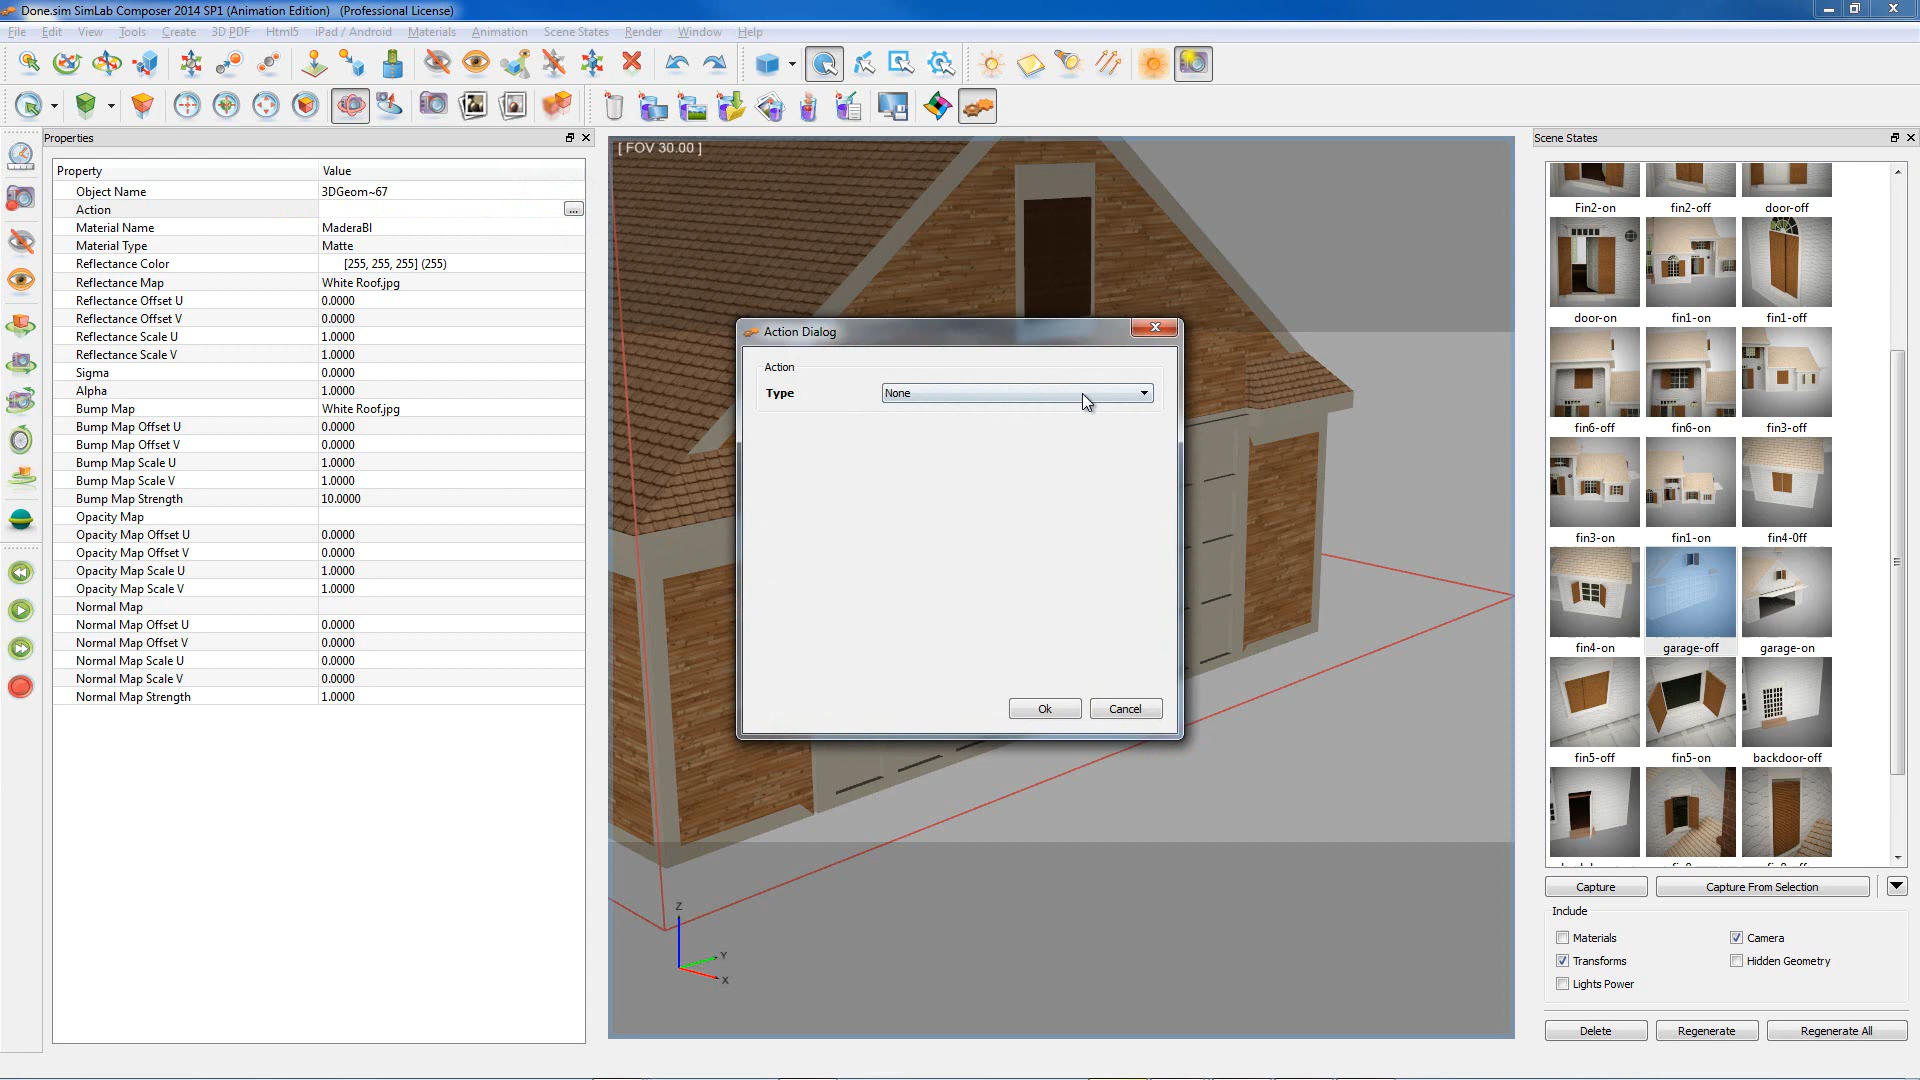 Done.sim SimLab Composer 2014 SP1 (Animation Edition)   (Professional License)
File Edit View Tools Create 3D PDF Html5 iPad / Android Materials Animation Scene States Render Window Help
Properties
Property Value
Object Name 3DGeom~67
Action ...
Material Name MaderaBl
Material Type Matte
Reflectance Color [255, 255, 255] (255)
Reflectance Map White Roof.jpg
Reflectance Offset U 0.0000
Reflectance Offset V 0.0000
Reflectance Scale U 1.0000
Reflectance Scale V 1.0000
Sigma 0.0000
Alpha 1.0000
Bump Map White Roof.jpg
Bump Map Offset U 0.0000
Bump Map Offset V 0.0000
Bump Map Scale U 1.0000
Bump Map Scale V 1.0000
Bump Map Strength 10.0000
Opacity Map
Opacity Map Offset U 0.0000
Opacity Map Offset V 0.0000
Opacity Map Scale U 1.0000
Opacity Map Scale V 1.0000
Normal Map
Normal Map Offset U 0.0000
Normal Map Offset V 0.0000
Normal Map Scale U 1.0000
Normal Map Scale V 1.0000
Normal Map Strength 1.0000
[ FOV 30.00 ]
Action Dialog
Action
Type None
Ok Cancel
Z
Y
X
Scene States
Fin2-on fin2-off door-off
door-on fin1-on fin1-off
fin6-off fin6-on fin3-off
fin3-on fin1-on fin4-0ff
fin4-on garage-off garage-on
fin5-off fin5-on backdoor-off
Capture Capture From Selection
Include
Materials Camera
Transforms Hidden Geometry
Lights Power
Delete Regenerate Regenerate All